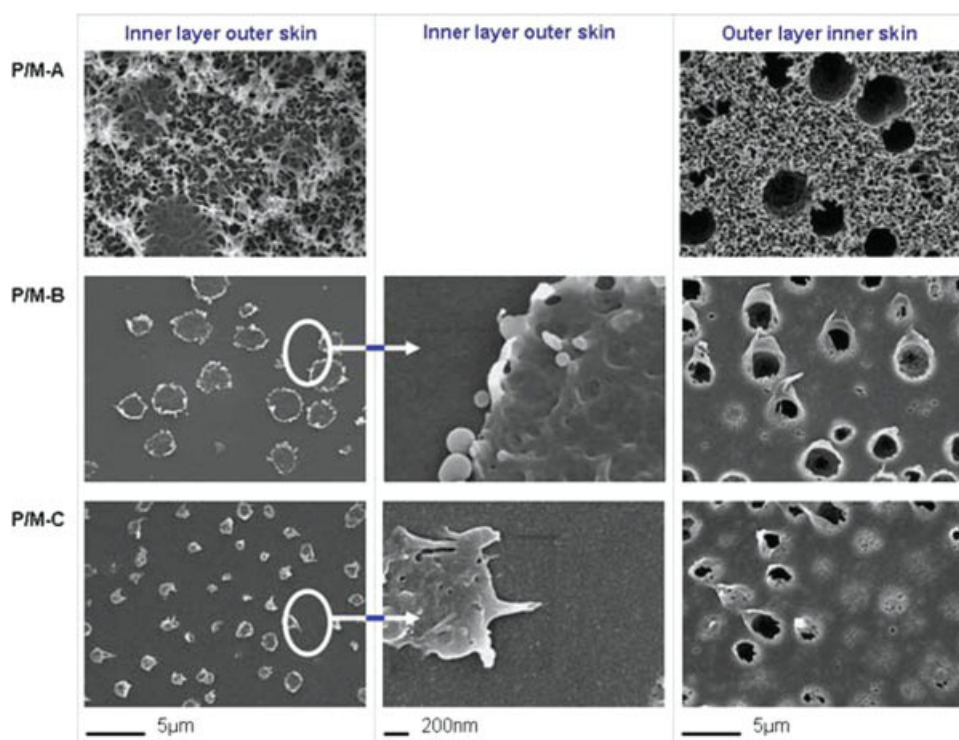 Inner layer outer skin
Inner layer outer skin
Outer layer inner skin
P/M-A
P/M-B
P/M-C
5µm
200nm
5µm